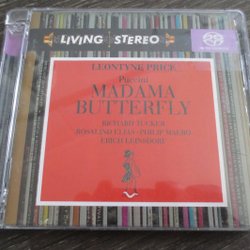 LIVING STEREO
LEONTYNE PRICE
Puccini
MADAMA
BUTTERFLY
RICHARD TUCKER
ROSALIND ELIAS • PHILIP MAERO
ERICH LEINSDORF